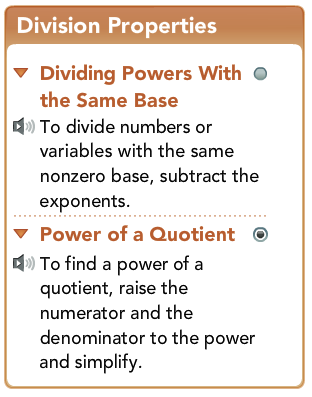 Division Properties
Dividing Powers With
the Same Base
To divide numbers or
variables with the same
nonzero base, subtract the
exponents.
Power of a Quotient
To find a power of a
quotient, raise the
numerator and the
denominator to the power
and simplify.